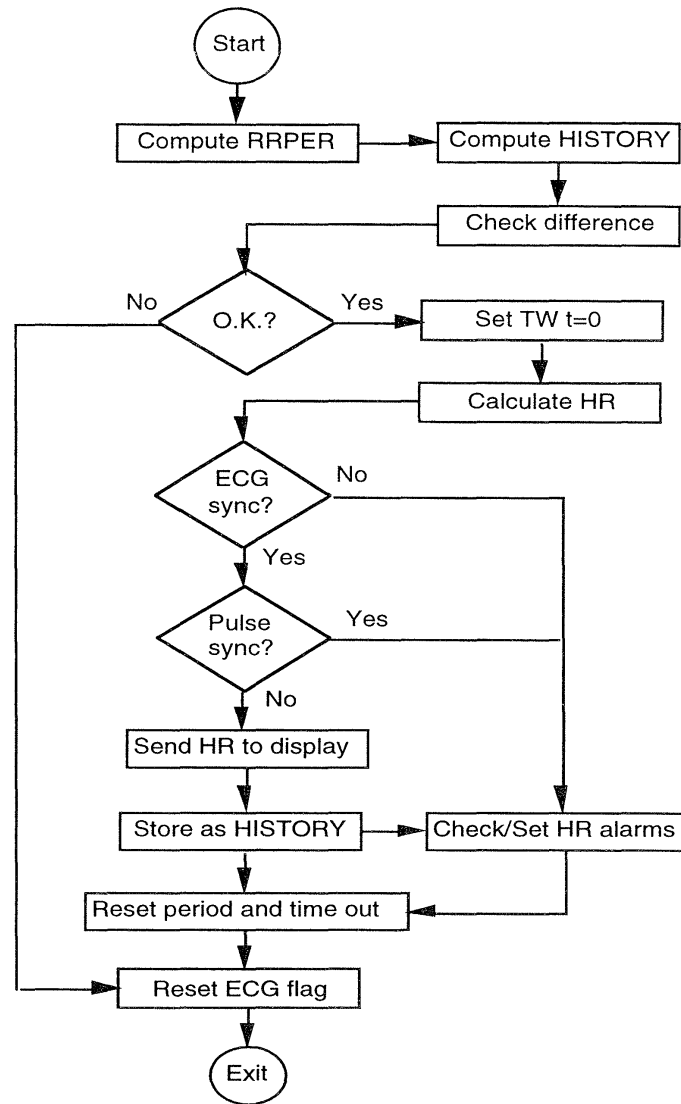 Start
Compute RRPER
Compute HISTORY
Check difference
No
O.K.?
Yes
Set TW t=0
Calculate HR
ECG
sync?
No
Yes
Pulse
sync?
Yes
No
Send HR to display
Store as HISTORY
Check/Set HR alarms
Reset period and time out
Reset ECG flag
Exit